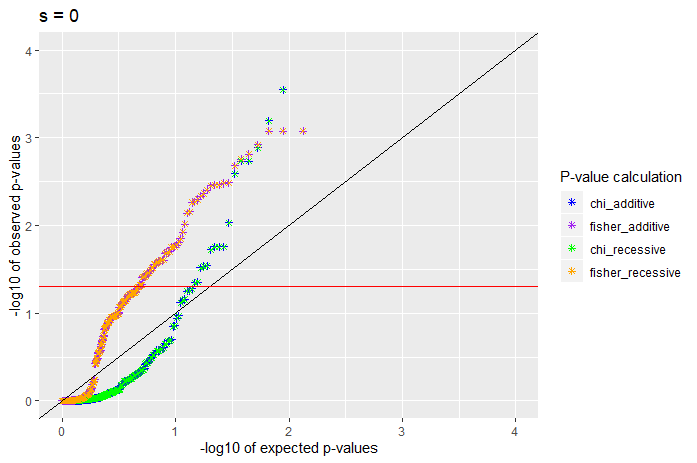 s = 0
-log10 of observed p-values
4
3
2
1
0
0
1
2
3
4
-log10 of expected p-values
P-value calculation
chi_additive
fisher_additive
chi_recessive
fisher_recessive